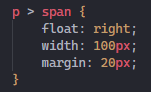 p > span {
    float: right;
    width: 100px;
    margin: 20px;
}